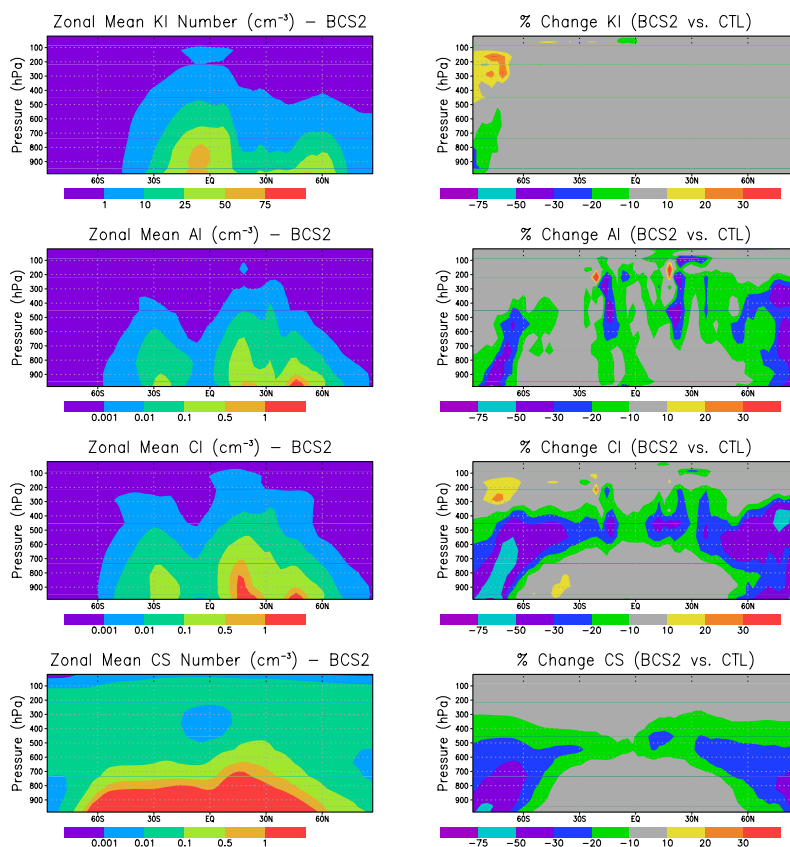 Zonal Mean KI Number (cm⁻³) – BCS2
Pressure (hPa)
100
200
300
400
500
600
700
800
900
60S 30S EQ 30N 60N
1 10 25 50 75
% Change KI (BCS2 vs. CTL)
Pressure (hPa)
100
200
300
400
500
600
700
800
900
60S 30S EQ 30N 60N
−75 −50 −30 −20 −10 10 20 30
Zonal Mean AI (cm⁻³) – BCS2
Pressure (hPa)
100
200
300
400
500
600
700
800
900
60S 30S EQ 30N 60N
0.001 0.01 0.1 0.5 1
% Change AI (BCS2 vs. CTL)
Pressure (hPa)
100
200
300
400
500
600
700
800
900
60S 30S EQ 30N 60N
−75 −50 −30 −20 −10 10 20 30
Zonal Mean CI (cm⁻³) – BCS2
Pressure (hPa)
100
200
300
400
500
600
700
800
900
60S 30S EQ 30N 60N
0.001 0.01 0.1 0.5 1
% Change CI (BCS2 vs. CTL)
Pressure (hPa)
100
200
300
400
500
600
700
800
900
60S 30S EQ 30N 60N
−75 −50 −30 −20 −10 10 20 30
Zonal Mean CS Number (cm⁻³) – BCS2
Pressure (hPa)
100
200
300
400
500
600
700
800
900
60S 30S EQ 30N 60N
0.001 0.01 0.1 0.5 1
% Change CS (BCS2 vs. CTL)
Pressure (hPa)
100
200
300
400
500
600
700
800
900
60S 30S EQ 30N 60N
−75 −50 −30 −20 −10 10 20 30